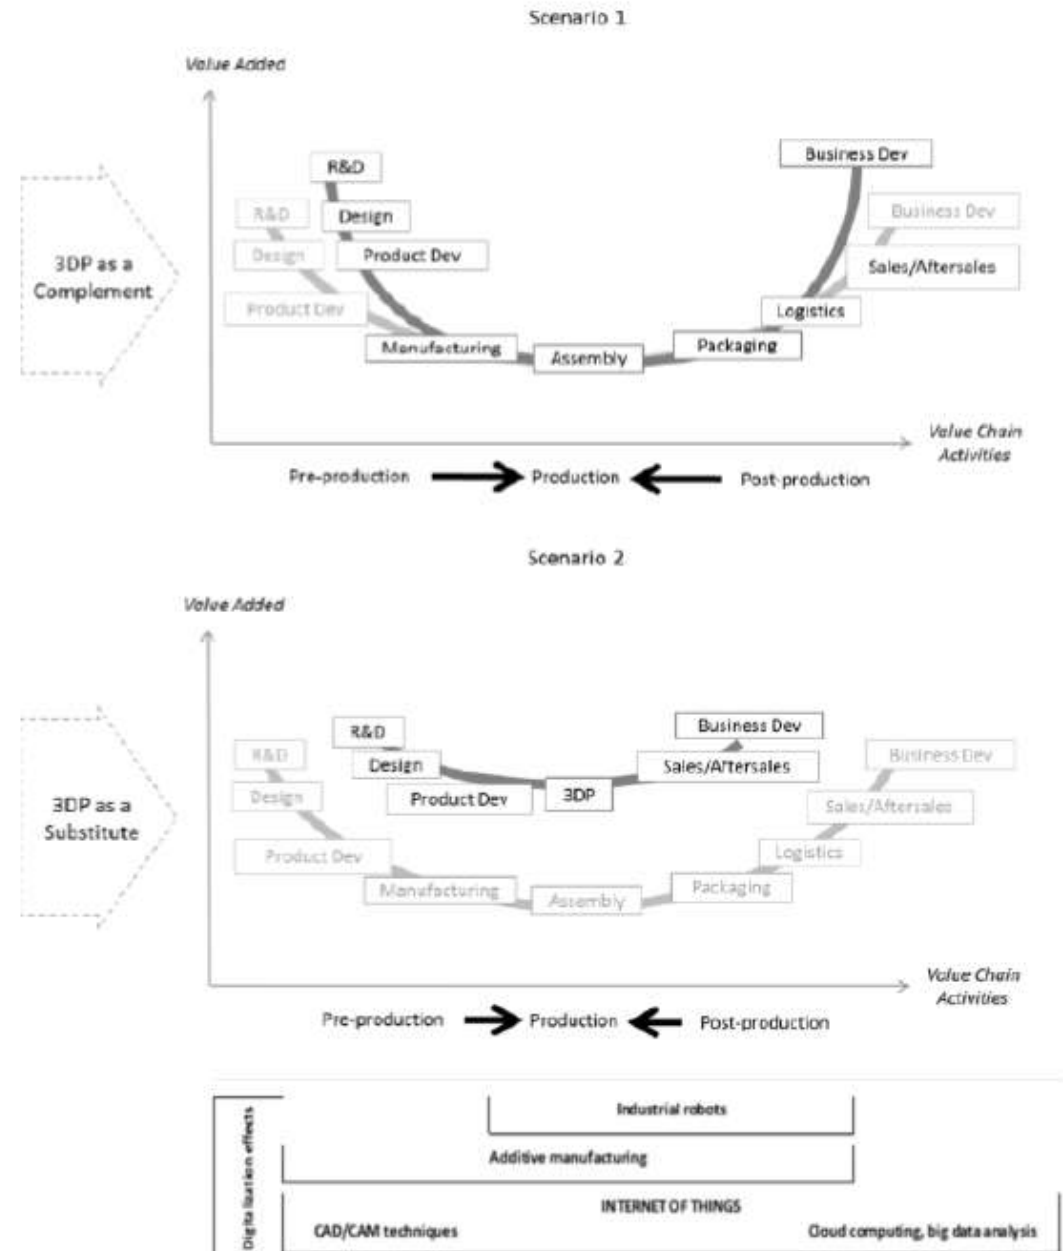 Scenario 1
Value Added
R&D
Business Dev
R&D
Design
Business Dev
Design
Product Dev
Sales/Aftersales
3DP as a
Complement
Product Dev
Logistics
Manufacturing
Assembly
Packaging
Value Chain
Activities
Pre-production
Production
Post-production
Scenario 2
Value Added
R&D
Business Dev
R&D
Design
Sales/Aftersales
Business Dev
Design
Product Dev
3DP
Sales/Aftersales
3DP as a
Substitute
Product Dev
Logistics
Manufacturing
Assembly
Packaging
Value Chain
Activities
Pre-production
Production
Post-production
Digitalization effects
Industrial robots
Additive manufacturing
INTERNET OF THINGS
CAD/CAM techniques
Cloud computing, big data analysis